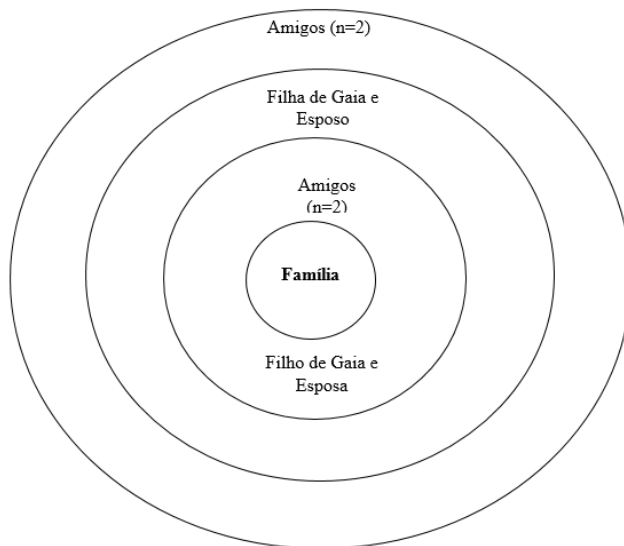 Amigos (n=2)
Filha de Gaia e
Esposo
Amigos
(n=2)
Família
Filho de Gaia e
Esposa